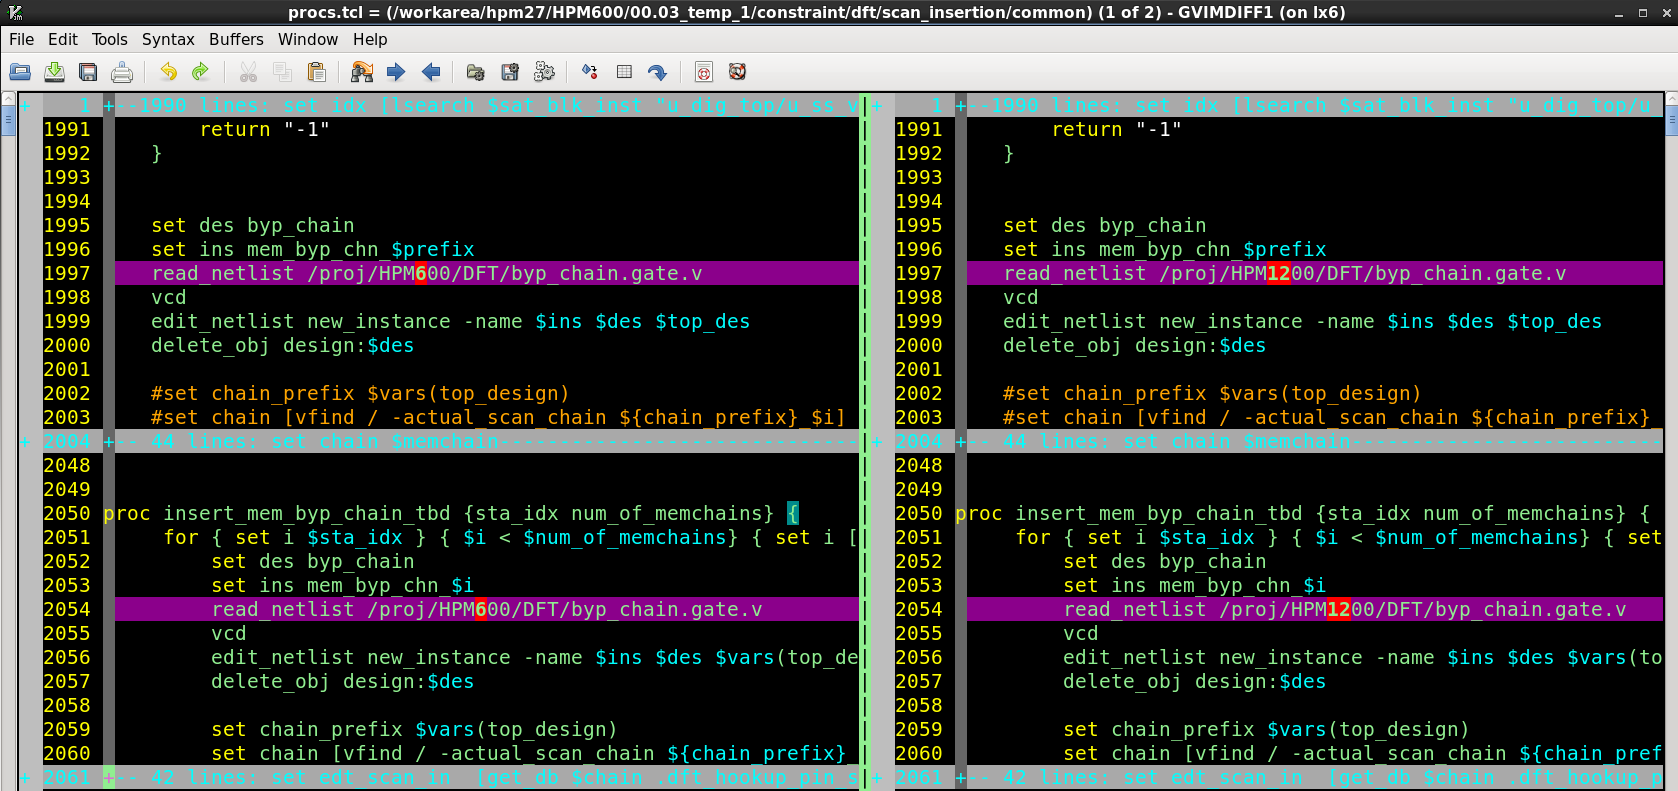 procs.tcl = (/workarea/hpm27/HPM600/00.03_temp_1/constraint/dft/scan_insertion/common) (1 of 2) - GVIMDIFF1 (on lx6)
File Edit Tools Syntax Buffers Window Help
+ 1 +--1990 lines: set idx [lsearch $sat_blk_inst "u_dig_top/u_ss_v
1991 return "-1"
1992 }
1993
1994
1995 set des byp_chain
1996 set ins mem_byp_chn_$prefix
1997 read_netlist /proj/HPM600/DFT/byp_chain.gate.v
1998 vcd
1999 edit_netlist new_instance -name $ins $des $top_des
2000 delete_obj design:$des
2001
2002 #set chain_prefix $vars(top_design)
2003 #set chain [vfind / -actual_scan_chain ${chain_prefix}_$i]
+ 2004 +-- 44 lines: set chain $memchain------------------------------
2048
2049
2050 proc insert_mem_byp_chain_tbd {sta_idx num_of_memchains} {
2051 for { set i $sta_idx } { $i < $num_of_memchains} { set i [
2052 set des byp_chain
2053 set ins mem_byp_chn_$i
2054 read_netlist /proj/HPM600/DFT/byp_chain.gate.v
2055 vcd
2056 edit_netlist new_instance -name $ins $des $vars(top_de
2057 delete_obj design:$des
2058
2059 set chain_prefix $vars(top_design)
2060 set chain [vfind / -actual_scan_chain ${chain_prefix}_
+ 2061 +-- 42 lines: set edt_scan_in [get_db $chain .dft_hookup_pin_s
+ 1 +--1990 lines: set idx [lsearch $sat_blk_inst "u_dig_top/u_
1991 return "-1"
1992 }
1993
1994
1995 set des byp_chain
1996 set ins mem_byp_chn_$prefix
1997 read_netlist /proj/HPM1200/DFT/byp_chain.gate.v
1998 vcd
1999 edit_netlist new_instance -name $ins $des $top_des
2000 delete_obj design:$des
2001
2002 #set chain_prefix $vars(top_design)
2003 #set chain [vfind / -actual_scan_chain ${chain_prefix}_
+ 2004 +-- 44 lines: set chain $memchain--------------------------
2048
2049
2050 proc insert_mem_byp_chain_tbd {sta_idx num_of_memchains} {
2051 for { set i $sta_idx } { $i < $num_of_memchains} { set
2052 set des byp_chain
2053 set ins mem_byp_chn_$i
2054 read_netlist /proj/HPM1200/DFT/byp_chain.gate.v
2055 vcd
2056 edit_netlist new_instance -name $ins $des $vars(to
2057 delete_obj design:$des
2058
2059 set chain_prefix $vars(top_design)
2060 set chain [vfind / -actual_scan_chain ${chain_pref
+ 2061 +-- 42 lines: set edt_scan_in [get_db $chain .dft_hookup_p